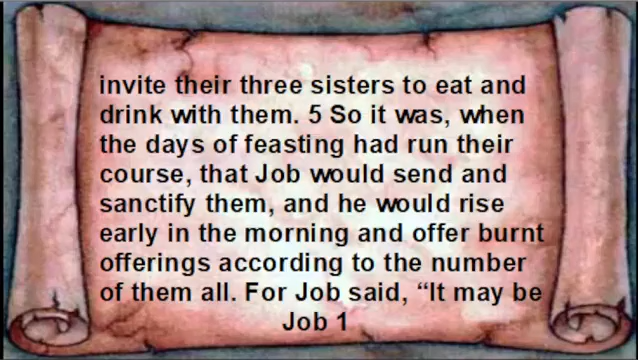 invite their three sisters to eat and
drink with them. 5 So it was, when
the days of feasting had run their
course, that Job would send and
sanctify them, and he would rise
early in the morning and offer burnt
offerings according to the number
of them all. For Job said, “It may be
Job 1